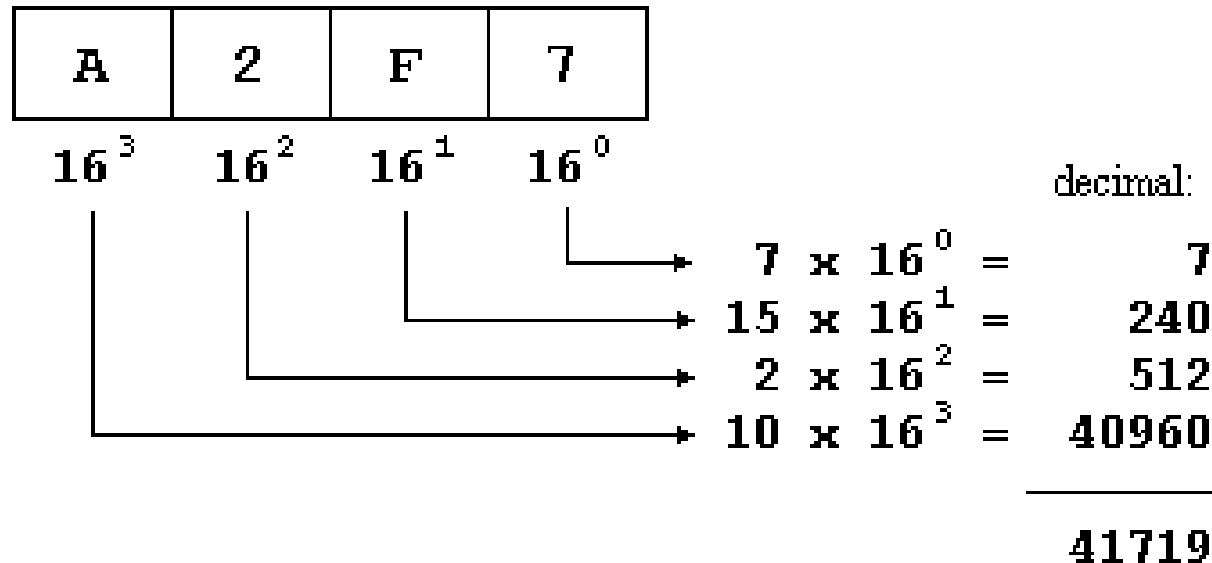 A 2 F 7
16³ 16² 16¹ 16⁰
decimal:
7 x 16⁰ = 7
15 x 16¹ = 240
2 x 16² = 512
10 x 16³ = 40960
41719